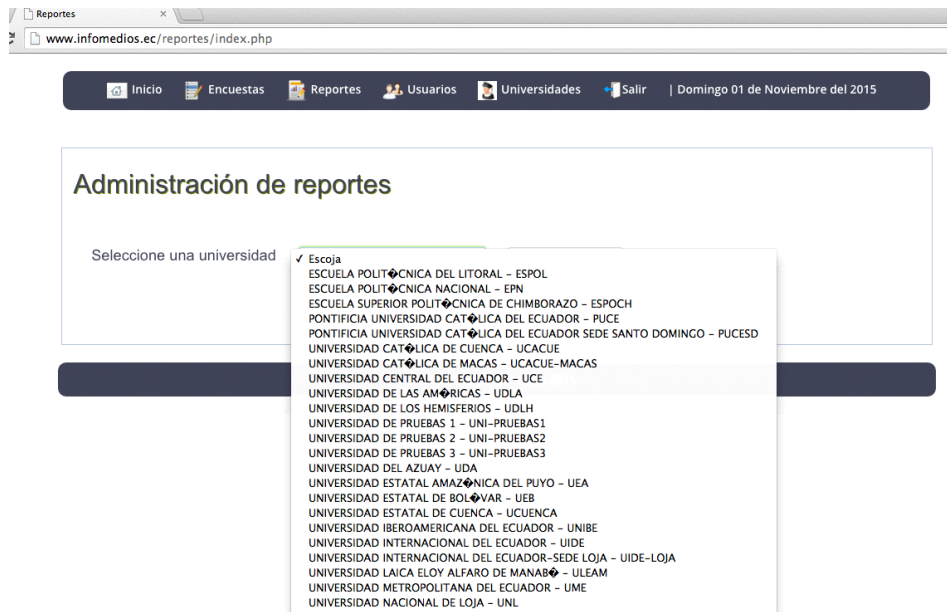 Reportes
www.infomedios.ec/reportes/index.php
Inicio Encuestas Reportes Usuarios Universidades Salir | Domingo 01 de Noviembre del 2015
Administración de reportes
Seleccione una universidad
✓ Escoja
ESCUELA POLIT�CNICA DEL LITORAL – ESPOL
ESCUELA POLIT�CNICA NACIONAL – EPN
ESCUELA SUPERIOR POLIT�CNICA DE CHIMBORAZO – ESPOCH
PONTIFICIA UNIVERSIDAD CAT�LICA DEL ECUADOR – PUCE
PONTIFICIA UNIVERSIDAD CAT�LICA DEL ECUADOR SEDE SANTO DOMINGO – PUCESD
UNIVERSIDAD CAT�LICA DE CUENCA – UCACUE
UNIVERSIDAD CAT�LICA DE MACAS – UCACUE–MACAS
UNIVERSIDAD CENTRAL DEL ECUADOR – UCE
UNIVERSIDAD DE LAS AM�RICAS – UDLA
UNIVERSIDAD DE LOS HEMISFERIOS – UDLH
UNIVERSIDAD DE PRUEBAS 1 – UNI–PRUEBAS1
UNIVERSIDAD DE PRUEBAS 2 – UNI–PRUEBAS2
UNIVERSIDAD DE PRUEBAS 3 – UNI–PRUEBAS3
UNIVERSIDAD DEL AZUAY – UDA
UNIVERSIDAD ESTATAL AMAZ�NICA DEL PUYO – UEA
UNIVERSIDAD ESTATAL DE BOL�VAR – UEB
UNIVERSIDAD ESTATAL DE CUENCA – UCUENCA
UNIVERSIDAD IBEROAMERICANA DEL ECUADOR – UNIBE
UNIVERSIDAD INTERNACIONAL DEL ECUADOR – UIDE
UNIVERSIDAD INTERNACIONAL DEL ECUADOR–SEDE LOJA – UIDE–LOJA
UNIVERSIDAD LAICA ELOY ALFARO DE MANAB� – ULEAM
UNIVERSIDAD METROPOLITANA DEL ECUADOR – UME
UNIVERSIDAD NACIONAL DE LOJA – UNL